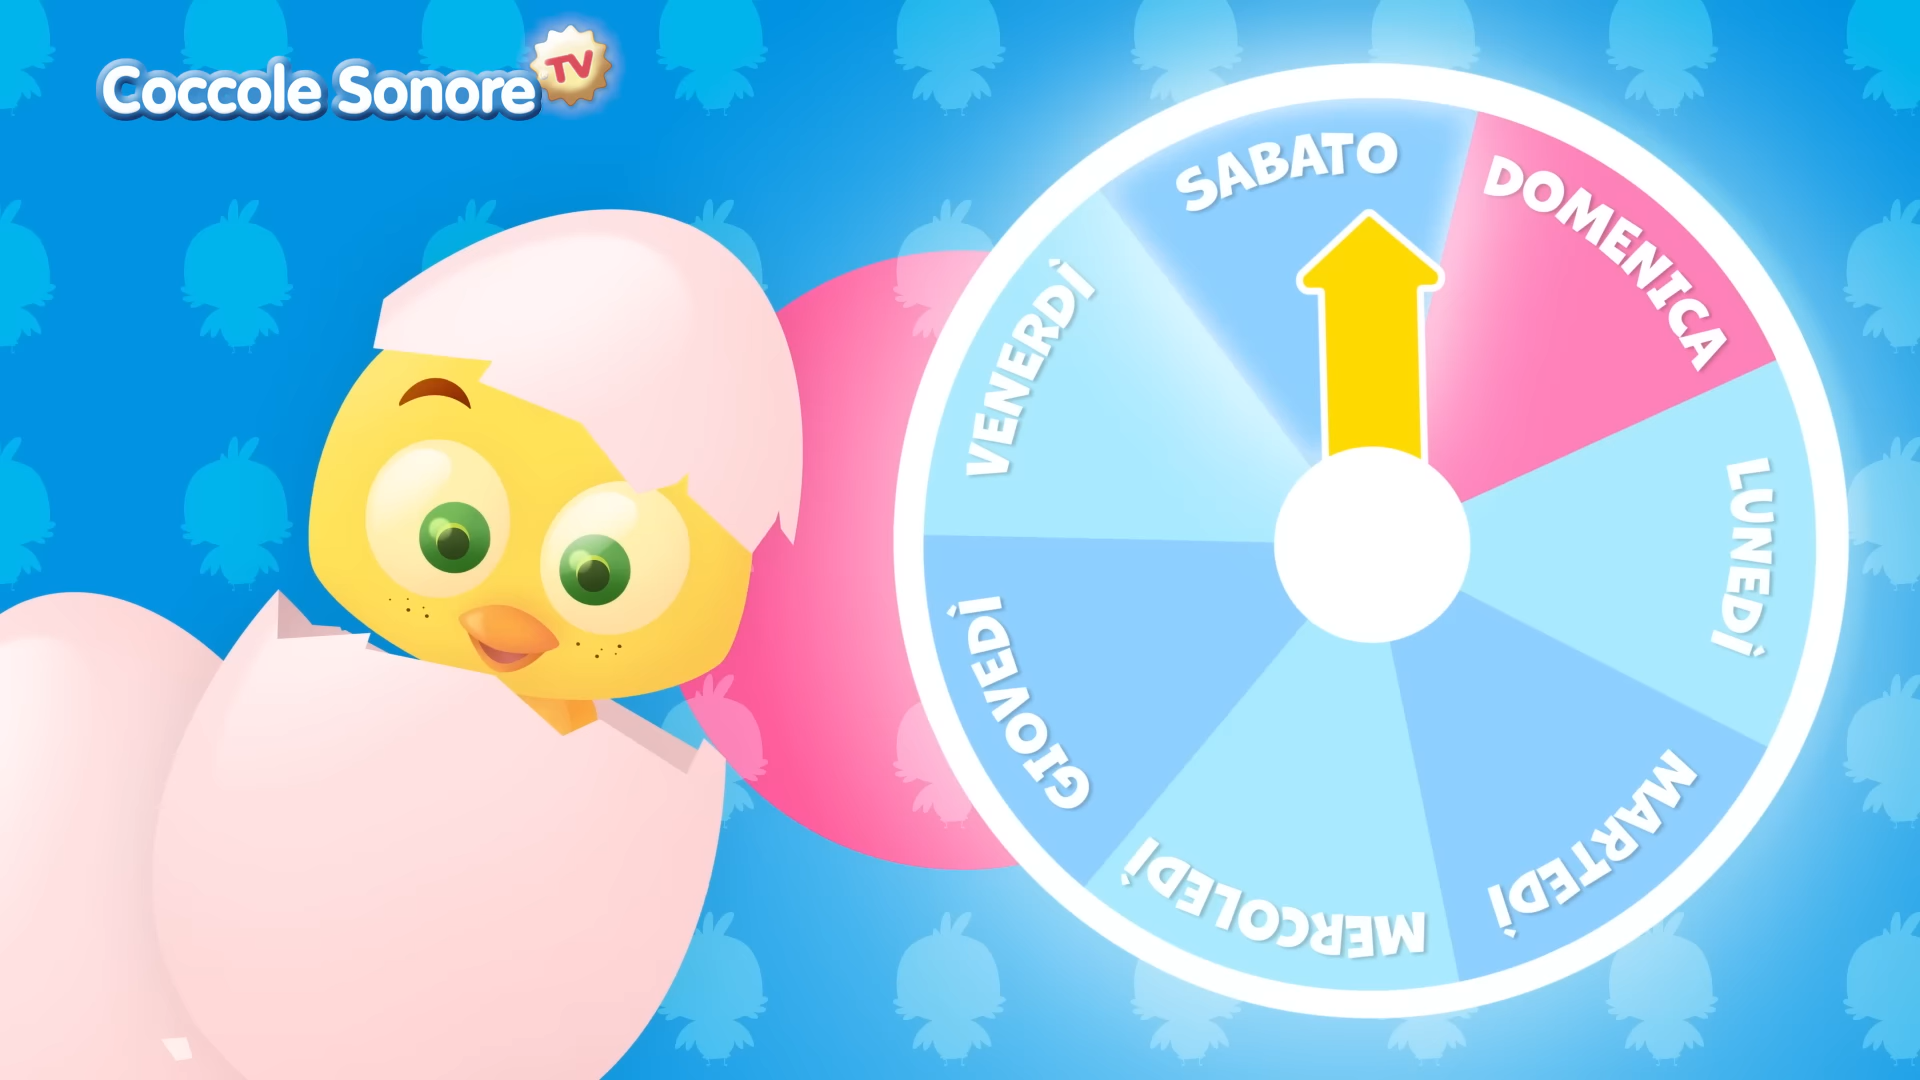 Coccole Sonore
TV
SABATO
DOMENICA
LUNEDÌ
MARTEDÌ
MERCOLEDÌ
GIOVEDÌ
VENERDÌ